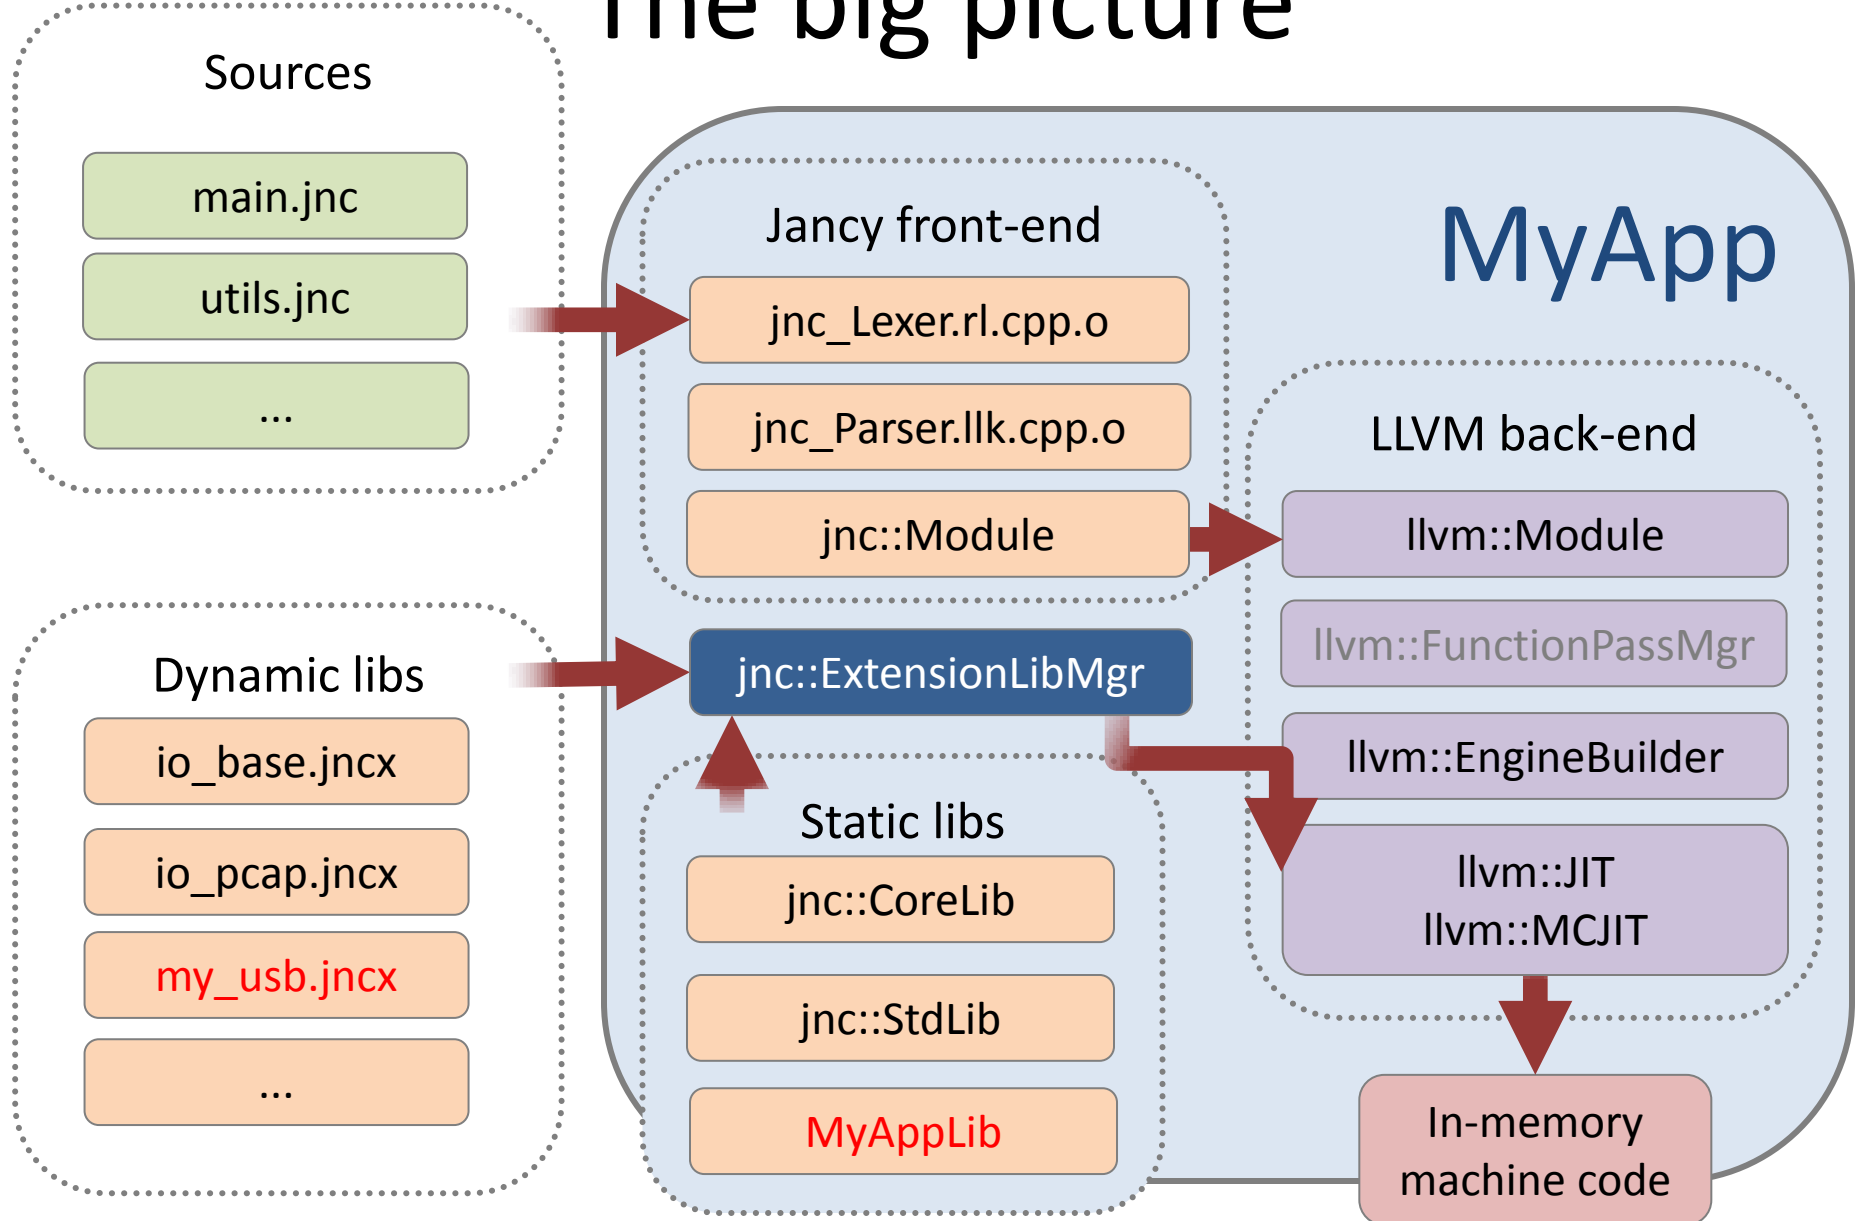 The big picture
Sources
main.jnc
utils.jnc
...
Dynamic libs
io_base.jncx
io_pcap.jncx
my_usb.jncx
...
MyApp
Jancy front-end
jnc_Lexer.rl.cpp.o
jnc_Parser.llk.cpp.o
jnc::Module
jnc::ExtensionLibMgr
Static libs
jnc::CoreLib
jnc::StdLib
MyAppLib
LLVM back-end
llvm::Module
llvm::FunctionPassMgr
llvm::EngineBuilder
llvm::JIT
llvm::MCJIT
In-memory
machine code